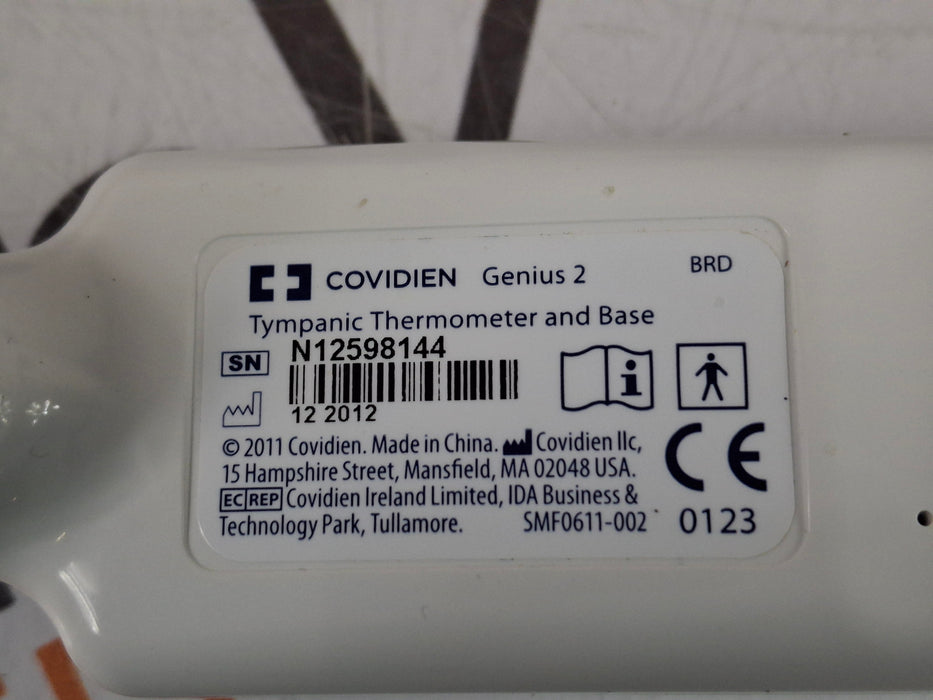 COVIDIEN Genius 2 BRD
Tympanic Thermometer and Base
SN N12598144
12 2012
© 2011 Covidien. Made in China. Covidien llc,
15 Hampshire Street, Mansfield, MA 02048 USA.
EC REP Covidien Ireland Limited, IDA Business &
Technology Park, Tullamore. SMF0611-002
i
CE
0123